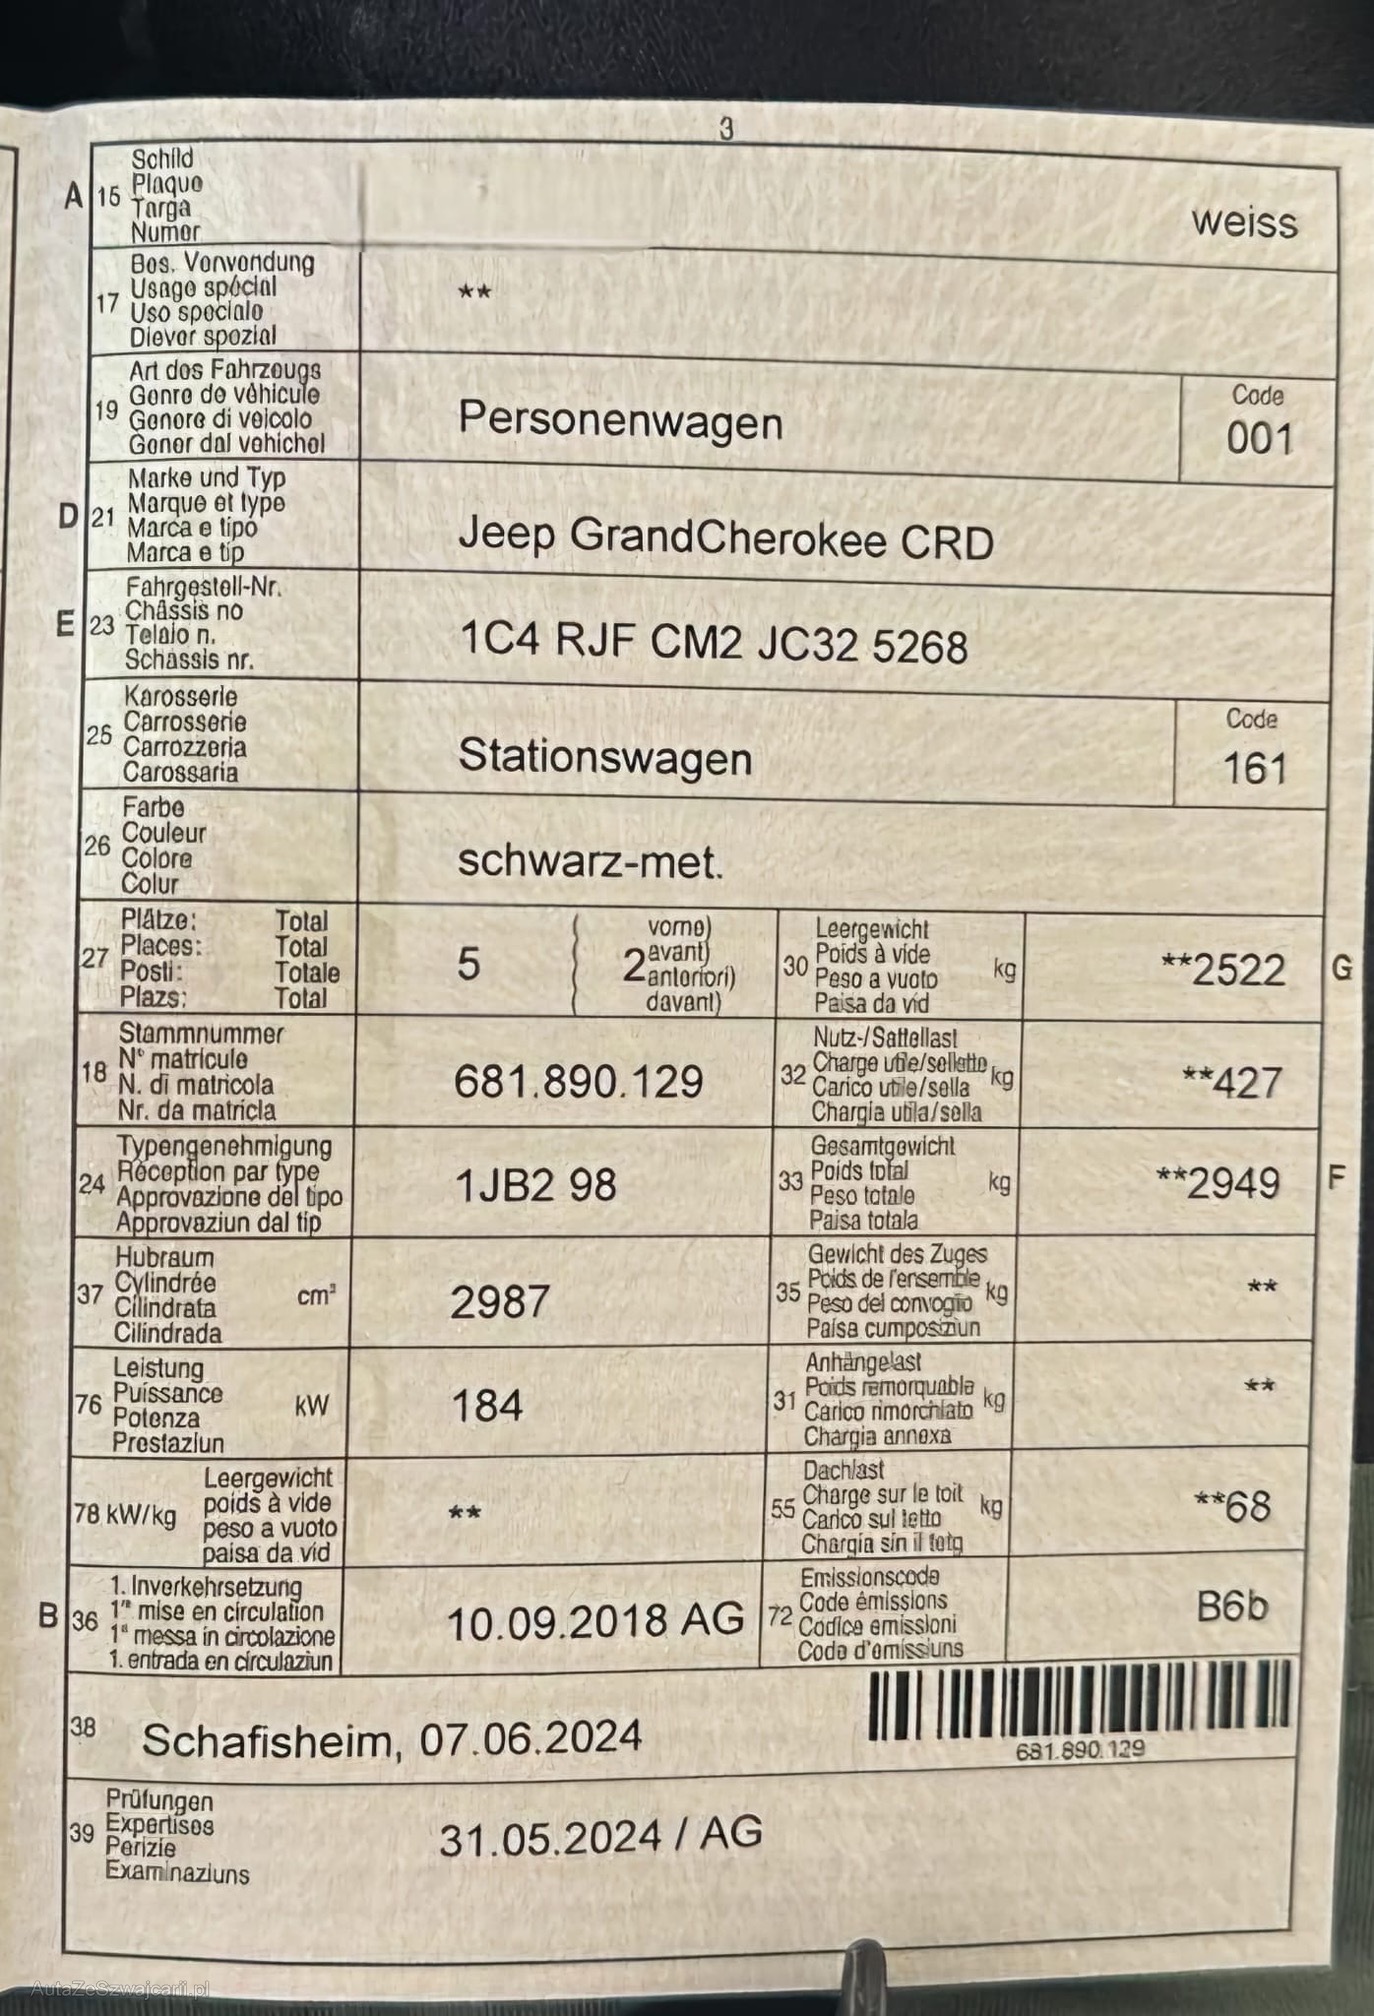 3
A 15 Schild
Plaque
Targa
Numer
weiss
17 Bes. Verwendung
Usage spécial
Uso speciale
Diever spezial
**
19 Art des Fahrzeugs
Genre de véhicule
Genere di veicolo
Gener dal vehichel
Personenwagen
Code
001
D 21 Marke und Typ
Marque et type
Marca e tipo
Marca e tip
Jeep GrandCherokee CRD
E 23 Fahrgestell-Nr.
Châssis no
Telaio n.
Schassis nr.
1C4 RJF CM2 JC32 5268
25 Karosserie
Carrosserie
Carrozzeria
Carossaria
Stationswagen
Code
161
26 Farbe
Couleur
Colore
Colur
schwarz-met.
27 Plätze: Total
Places: Total
Posti: Totale
Plazs: Total
5
2 vorne)
avant)
anteriori)
davant)
30 Leergewicht
Poids à vide
Peso a vuoto
Paisa da vid
kg
**2522
G
18 Stammnummer
N° matricule
N. di matricola
Nr. da matricla
681.890.129
32 Nutz-/Sattellast
Charge utile/sellette
Carico utile/sella
Chargia utila/sella
kg
**427
24 Typengenehmigung
Réception par type
Approvazione del tipo
Approvaziun dal tip
1JB2 98
33 Gesamtgewicht
Poids total
Peso totale
Paisa totala
kg
**2949
F
37 Hubraum
Cylindrée
Cilindrata
Cilindrada
cm³
2987
35 Gewicht des Zuges
Poids de l'ensemble
Peso del convoglio
Paisa cumposiziun
kg
**
76 Leistung
Puissance
Potenza
Prestaziun
kW
184
31 Anhängelast
Poids remorquable
Carico rimorchiato
Chargia annexa
kg
**
78 kW/kg
Leergewicht
poids à vide
peso a vuoto
paisa da vid
**
55 Dachlast
Charge sur le toit
Carico sul tetto
Chargia sin il tetg
kg
**68
B 36 1. Inverkehrsetzung
1re mise en circulation
1a messa in circolazione
1. entrada en circulaziun
10.09.2018 AG
72 Emissionscode
Code émissions
Codice emissioni
Code d'emissiuns
B6b
38 Schafisheim, 07.06.2024
681.890.129
39 Prüfungen
Expertises
Perizie
Examinaziuns
31.05.2024 / AG
AutaZeSzwajcarii.pl